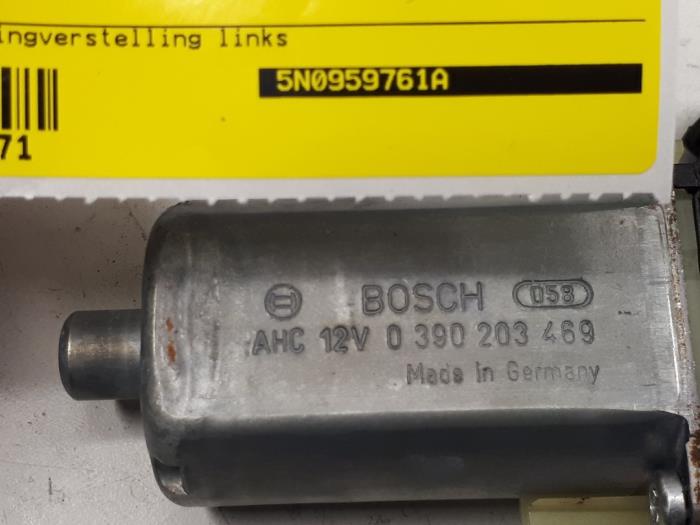 ingverstelling links
5N0959761A
71
BOSCH 058
AHC 12V 0 390 203 469
Made in Germany